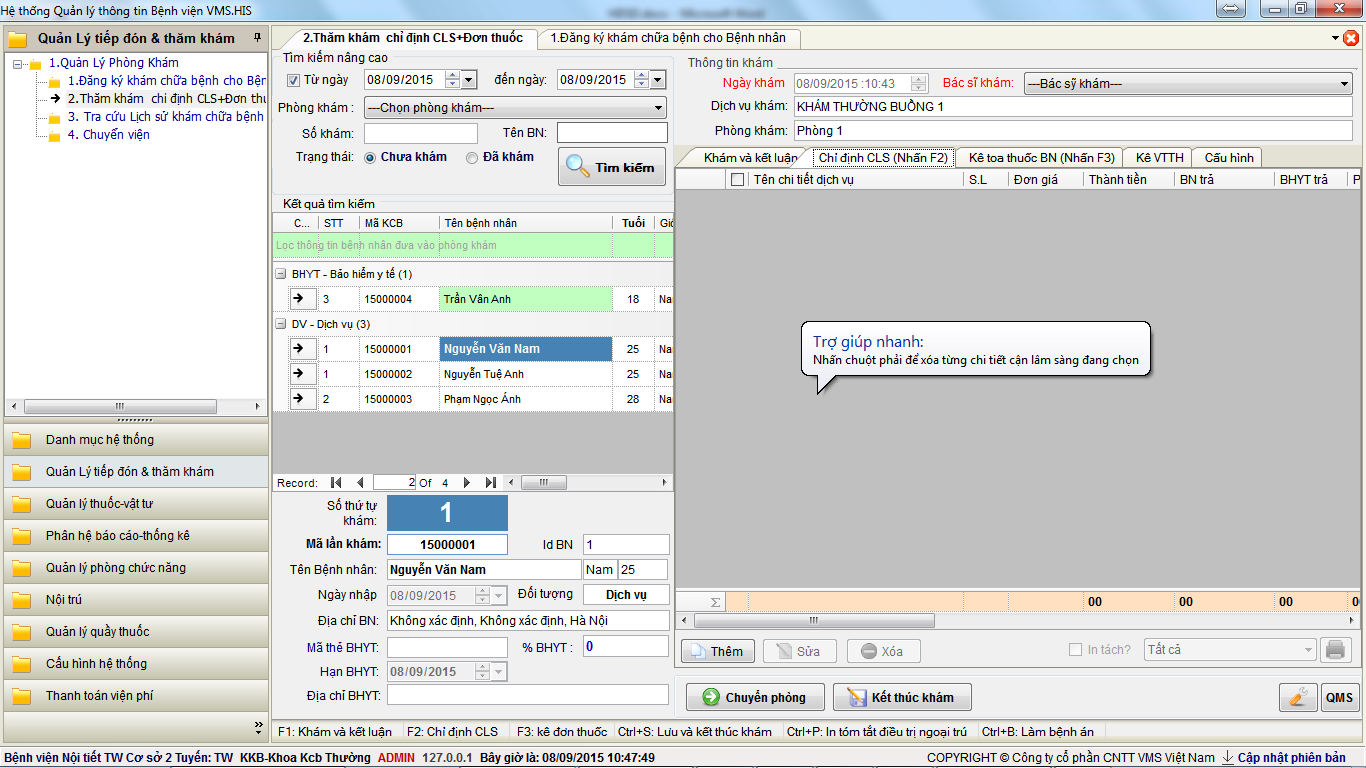 Hệ thống Quản lý thông tin Bệnh viện VMS.HIS
Quản Lý tiếp đón & thăm khám
1.Quản Lý Phòng Khám
1.Đăng ký khám chữa bệnh cho Bện
2.Thăm khám chỉ định CLS+Đơn thu
3. Tra cứu Lịch sử khám chữa bệnh
4. Chuyển viện
Danh mục hệ thống
Quản Lý tiếp đón & thăm khám
Quản lý thuốc-vật tư
Phân hệ báo cáo-thống kê
Quản lý phòng chức năng
Nội trú
Quản lý quầy thuốc
Cấu hình hệ thống
Thanh toán viện phí
2.Thăm khám chỉ định CLS+Đơn thuốc
1.Đăng ký khám chữa bệnh cho Bệnh nhân
Tìm kiếm nâng cao
Từ ngày 08/09/2015 đến ngày: 08/09/2015
Phòng khám : ---Chọn phòng khám---
Số khám: Tên BN:
Trạng thái: Chưa khám Đã khám
Tìm kiếm
Kết quả tìm kiếm
C... STT Mã KCB Tên bệnh nhân Tuổi Giớ
Lọc thông tin bệnh nhân đưa vào phòng khám
BHYT - Bảo hiểm y tế (1)
3 15000004 Trần Vân Anh 18 Na
DV - Dịch vụ (3)
1 15000001 Nguyễn Văn Nam 25 Na
1 15000002 Nguyễn Tuệ Anh 25 Na
2 15000003 Phạm Ngọc Ánh 28 Na
Record: 2 Of 4
Số thứ tự khám: 1
Mã lần khám: 15000001 Id BN 1
Tên Bệnh nhân: Nguyễn Văn Nam Nam 25
Ngày nhập 08/09/2015 Đối tượng Dịch vụ
Địa chỉ BN: Không xác định, Không xác định, Hà Nội
Mã thẻ BHYT: % BHYT : 0
Hạn BHYT: 08/09/2015
Địa chỉ BHYT:
Thông tin khám
Ngày khám 08/09/2015 :10:43 Bác sĩ khám: ---Bác sỹ khám---
Dịch vụ khám: KHÁM THƯỜNG BUỒNG 1
Phòng khám: Phòng 1
Khám và kết luận
Chỉ định CLS (Nhấn F2)
Kê toa thuốc BN (Nhấn F3)
Kê VTTH
Cấu hình
Tên chi tiết dịch vụ S.L Đơn giá Thành tiền BN trả BHYT trả P
Trợ giúp nhanh:
Nhấn chuột phải để xóa từng chi tiết cận lâm sàng đang chọn
Σ 00 00 00 0
Thêm Sửa Xóa In tách? Tất cả
Chuyển phòng Kết thúc khám QMS
F1: Khám và kết luận F2: Chỉ định CLS F3: kê đơn thuốc Ctrl+S: Lưu và kết thúc khám Ctrl+P: In tóm tắt điều trị ngoại trú Ctrl+B: Làm bệnh án
Bệnh viện Nội tiết TW Cơ sở 2 Tuyến: TW KKB-Khoa Kcb Thường ADMIN 127.0.0.1 Bây giờ là: 08/09/2015 10:47:49 COPYRIGHT © Công ty cổ phần CNTT VMS Việt Nam Cập nhật phiên bản